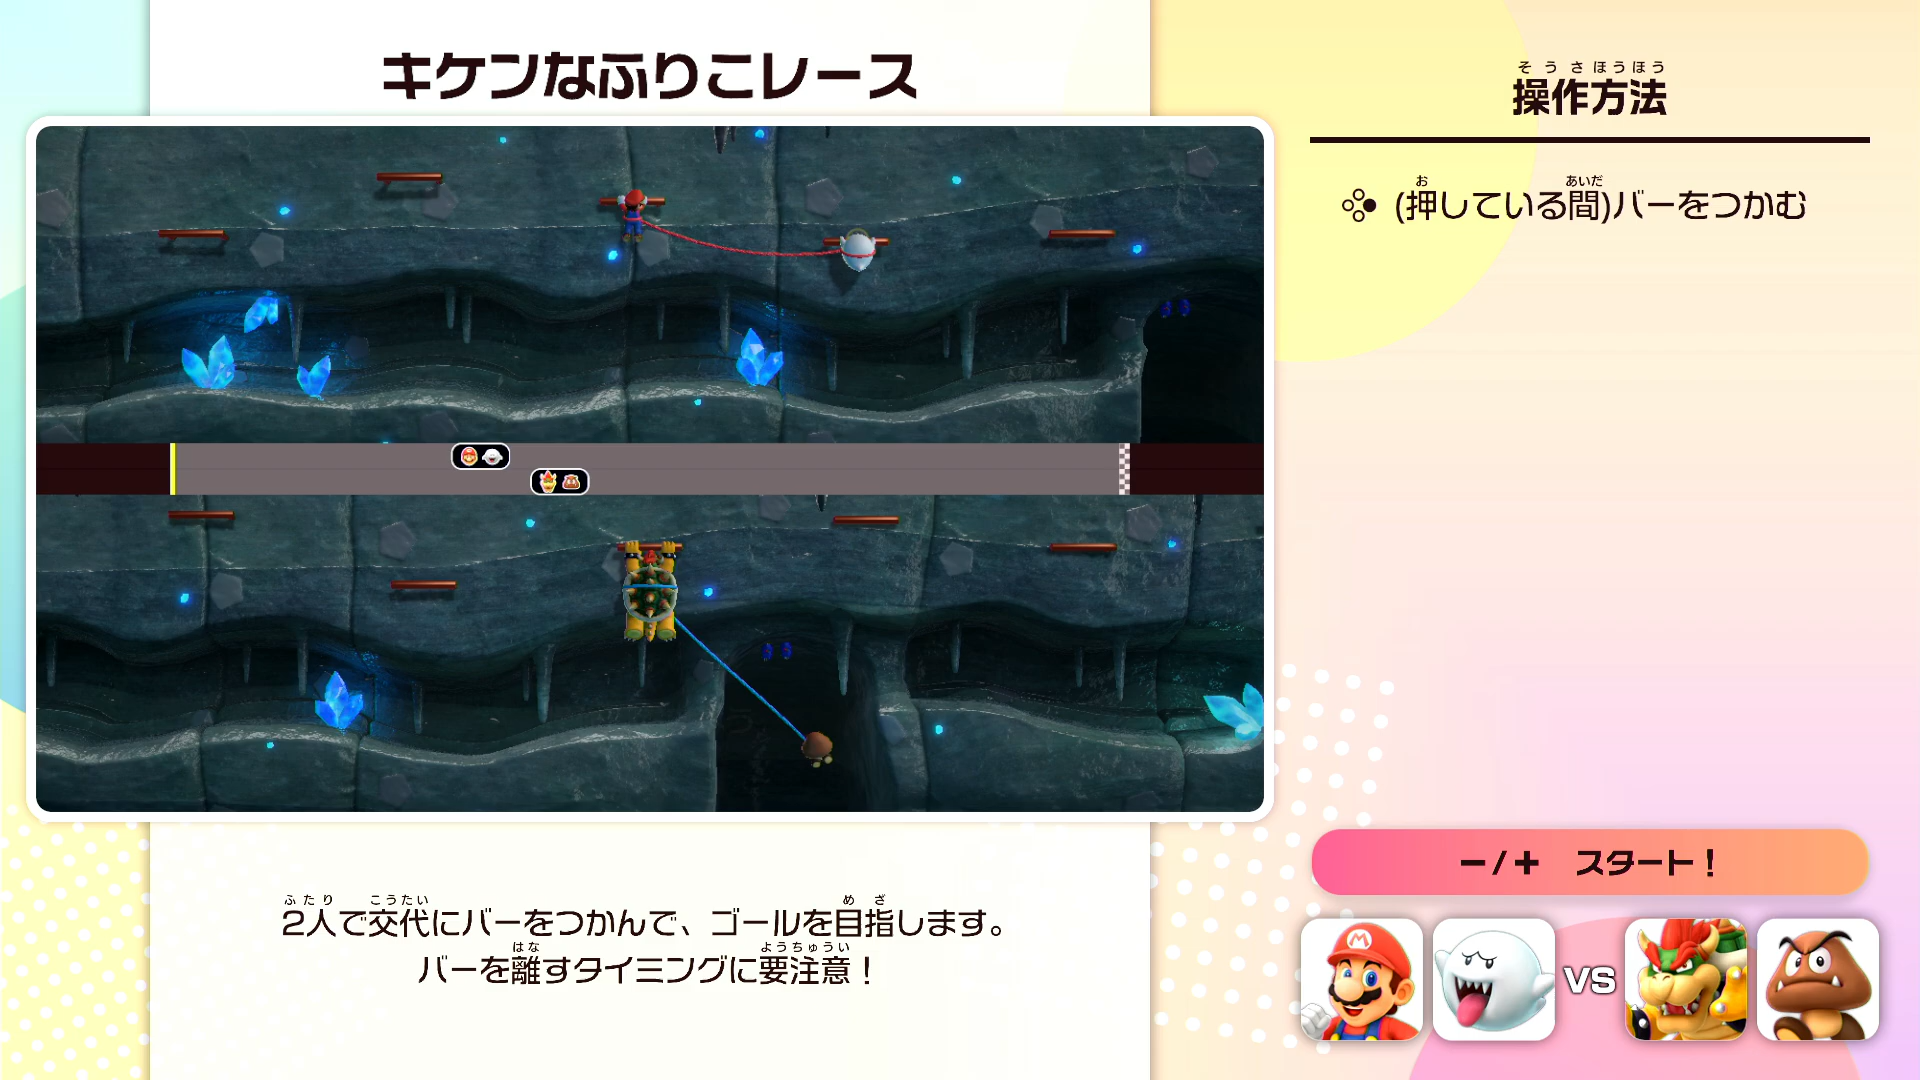 キケンなふりこレース
そうさほうほう
操作方法
お あいだ
(押している間)バーをつかむ
ふたり こうたい めざ
2人で交代にバーをつかんで、ゴールを目指します。
はな ようちゅうい
バーを離すタイミングに要注意！
－/＋ スタート！
VS